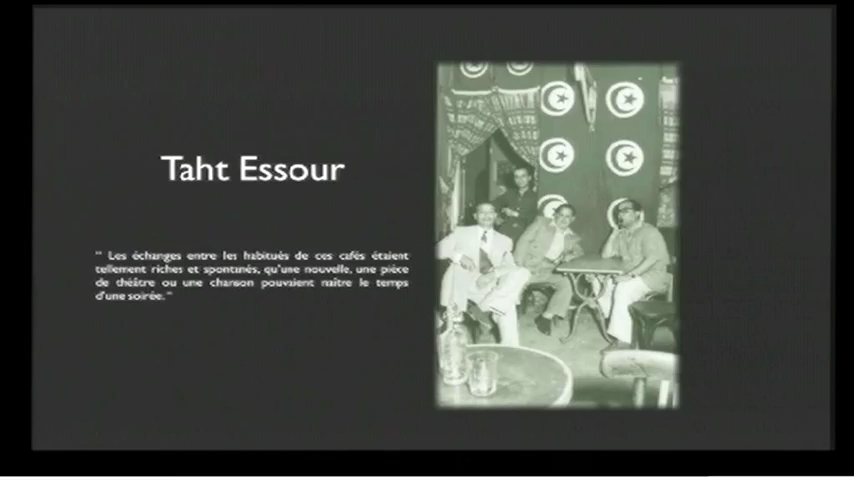 Taht Essour
" Les échanges entre les habitués de ces cafés étaient
tellement riches et spontanés, qu'une nouvelle, une pièce
de théâtre ou une chanson pouvaient naître le temps
d'une soirée."